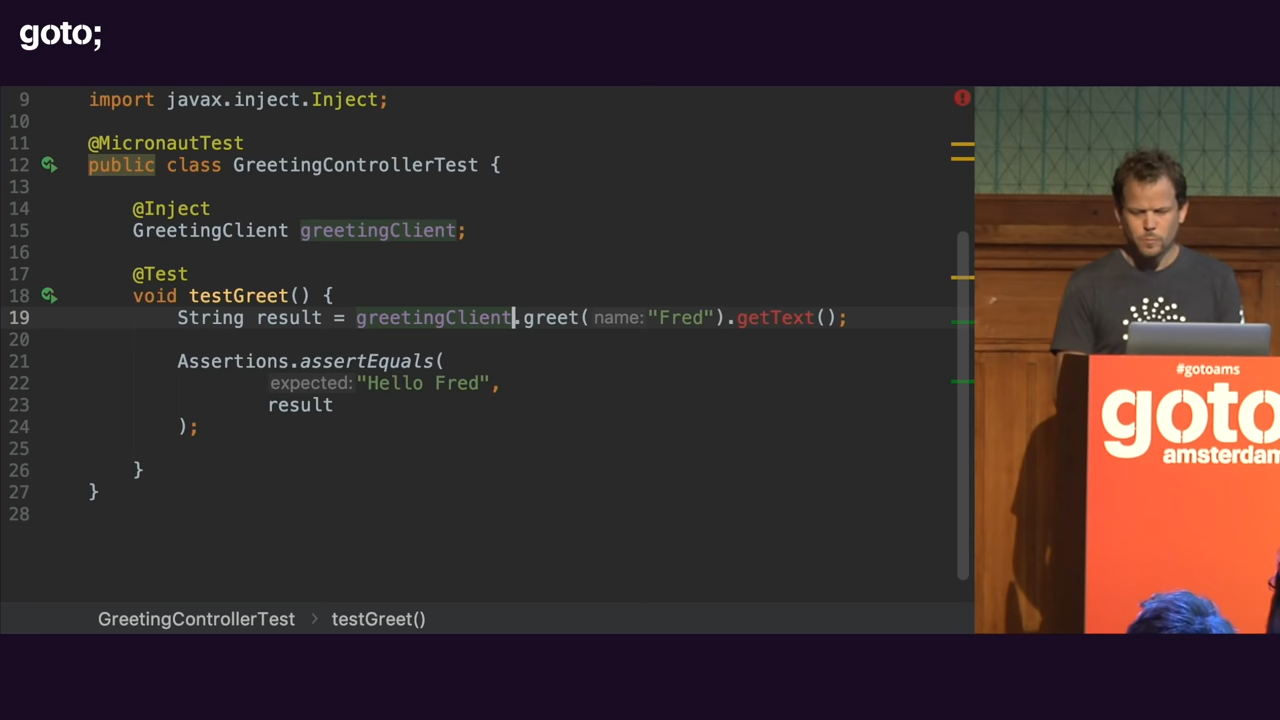 goto;
9 import javax.inject.Inject;
10
11 @MicronautTest
12 public class GreetingControllerTest {
13
14 @Inject
15 GreetingClient greetingClient;
16
17 @Test
18 void testGreet() {
19 String result = greetingClient.greet( name: "Fred").getText();
20
21 Assertions.assertEquals(
22 expected: "Hello Fred",
23 result
24 );
25
26 }
27 }
28
GreetingControllerTest > testGreet()
#gotoams
goto
amsterdam